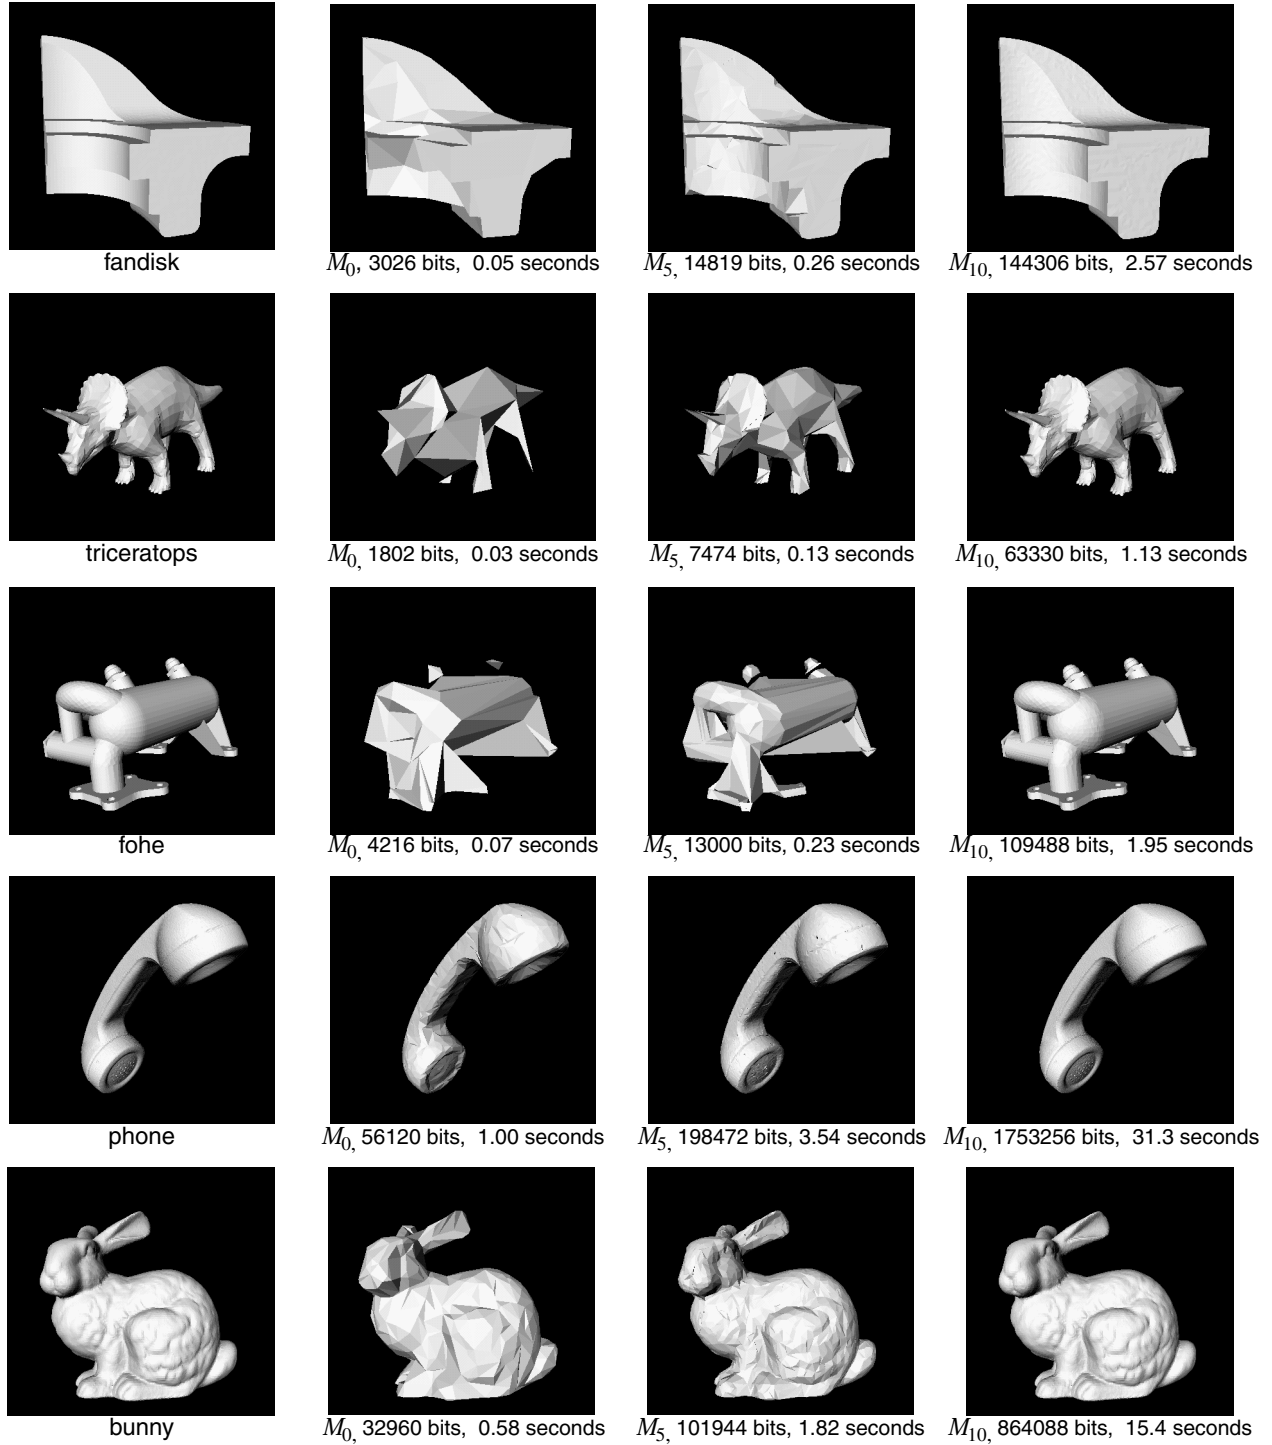 fandisk
M0, 3026 bits, 0.05 seconds
M5, 14819 bits, 0.26 seconds
M10, 144306 bits, 2.57 seconds
triceratops
M0, 1802 bits, 0.03 seconds
M5, 7474 bits, 0.13 seconds
M10, 63330 bits, 1.13 seconds
fohe
M0, 4216 bits, 0.07 seconds
M5, 13000 bits, 0.23 seconds
M10, 109488 bits, 1.95 seconds
phone
M0, 56120 bits, 1.00 seconds
M5, 198472 bits, 3.54 seconds
M10, 1753256 bits, 31.3 seconds
bunny
M0, 32960 bits, 0.58 seconds
M5, 101944 bits, 1.82 seconds
M10, 864088 bits, 15.4 seconds